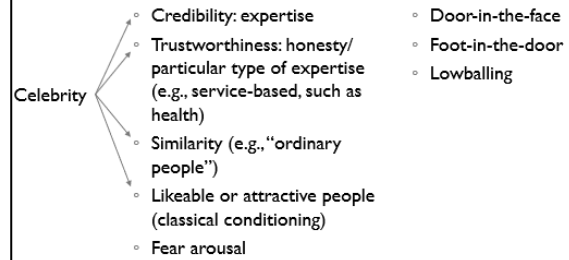 Celebrity
◦ Credibility: expertise
◦ Trustworthiness: honesty/
particular type of expertise
(e.g., service-based, such as
health)
◦ Similarity (e.g., “ordinary
people”)
◦ Likeable or attractive people
(classical conditioning)
◦ Fear arousal
◦ Door-in-the-face
◦ Foot-in-the-door
◦ Lowballing